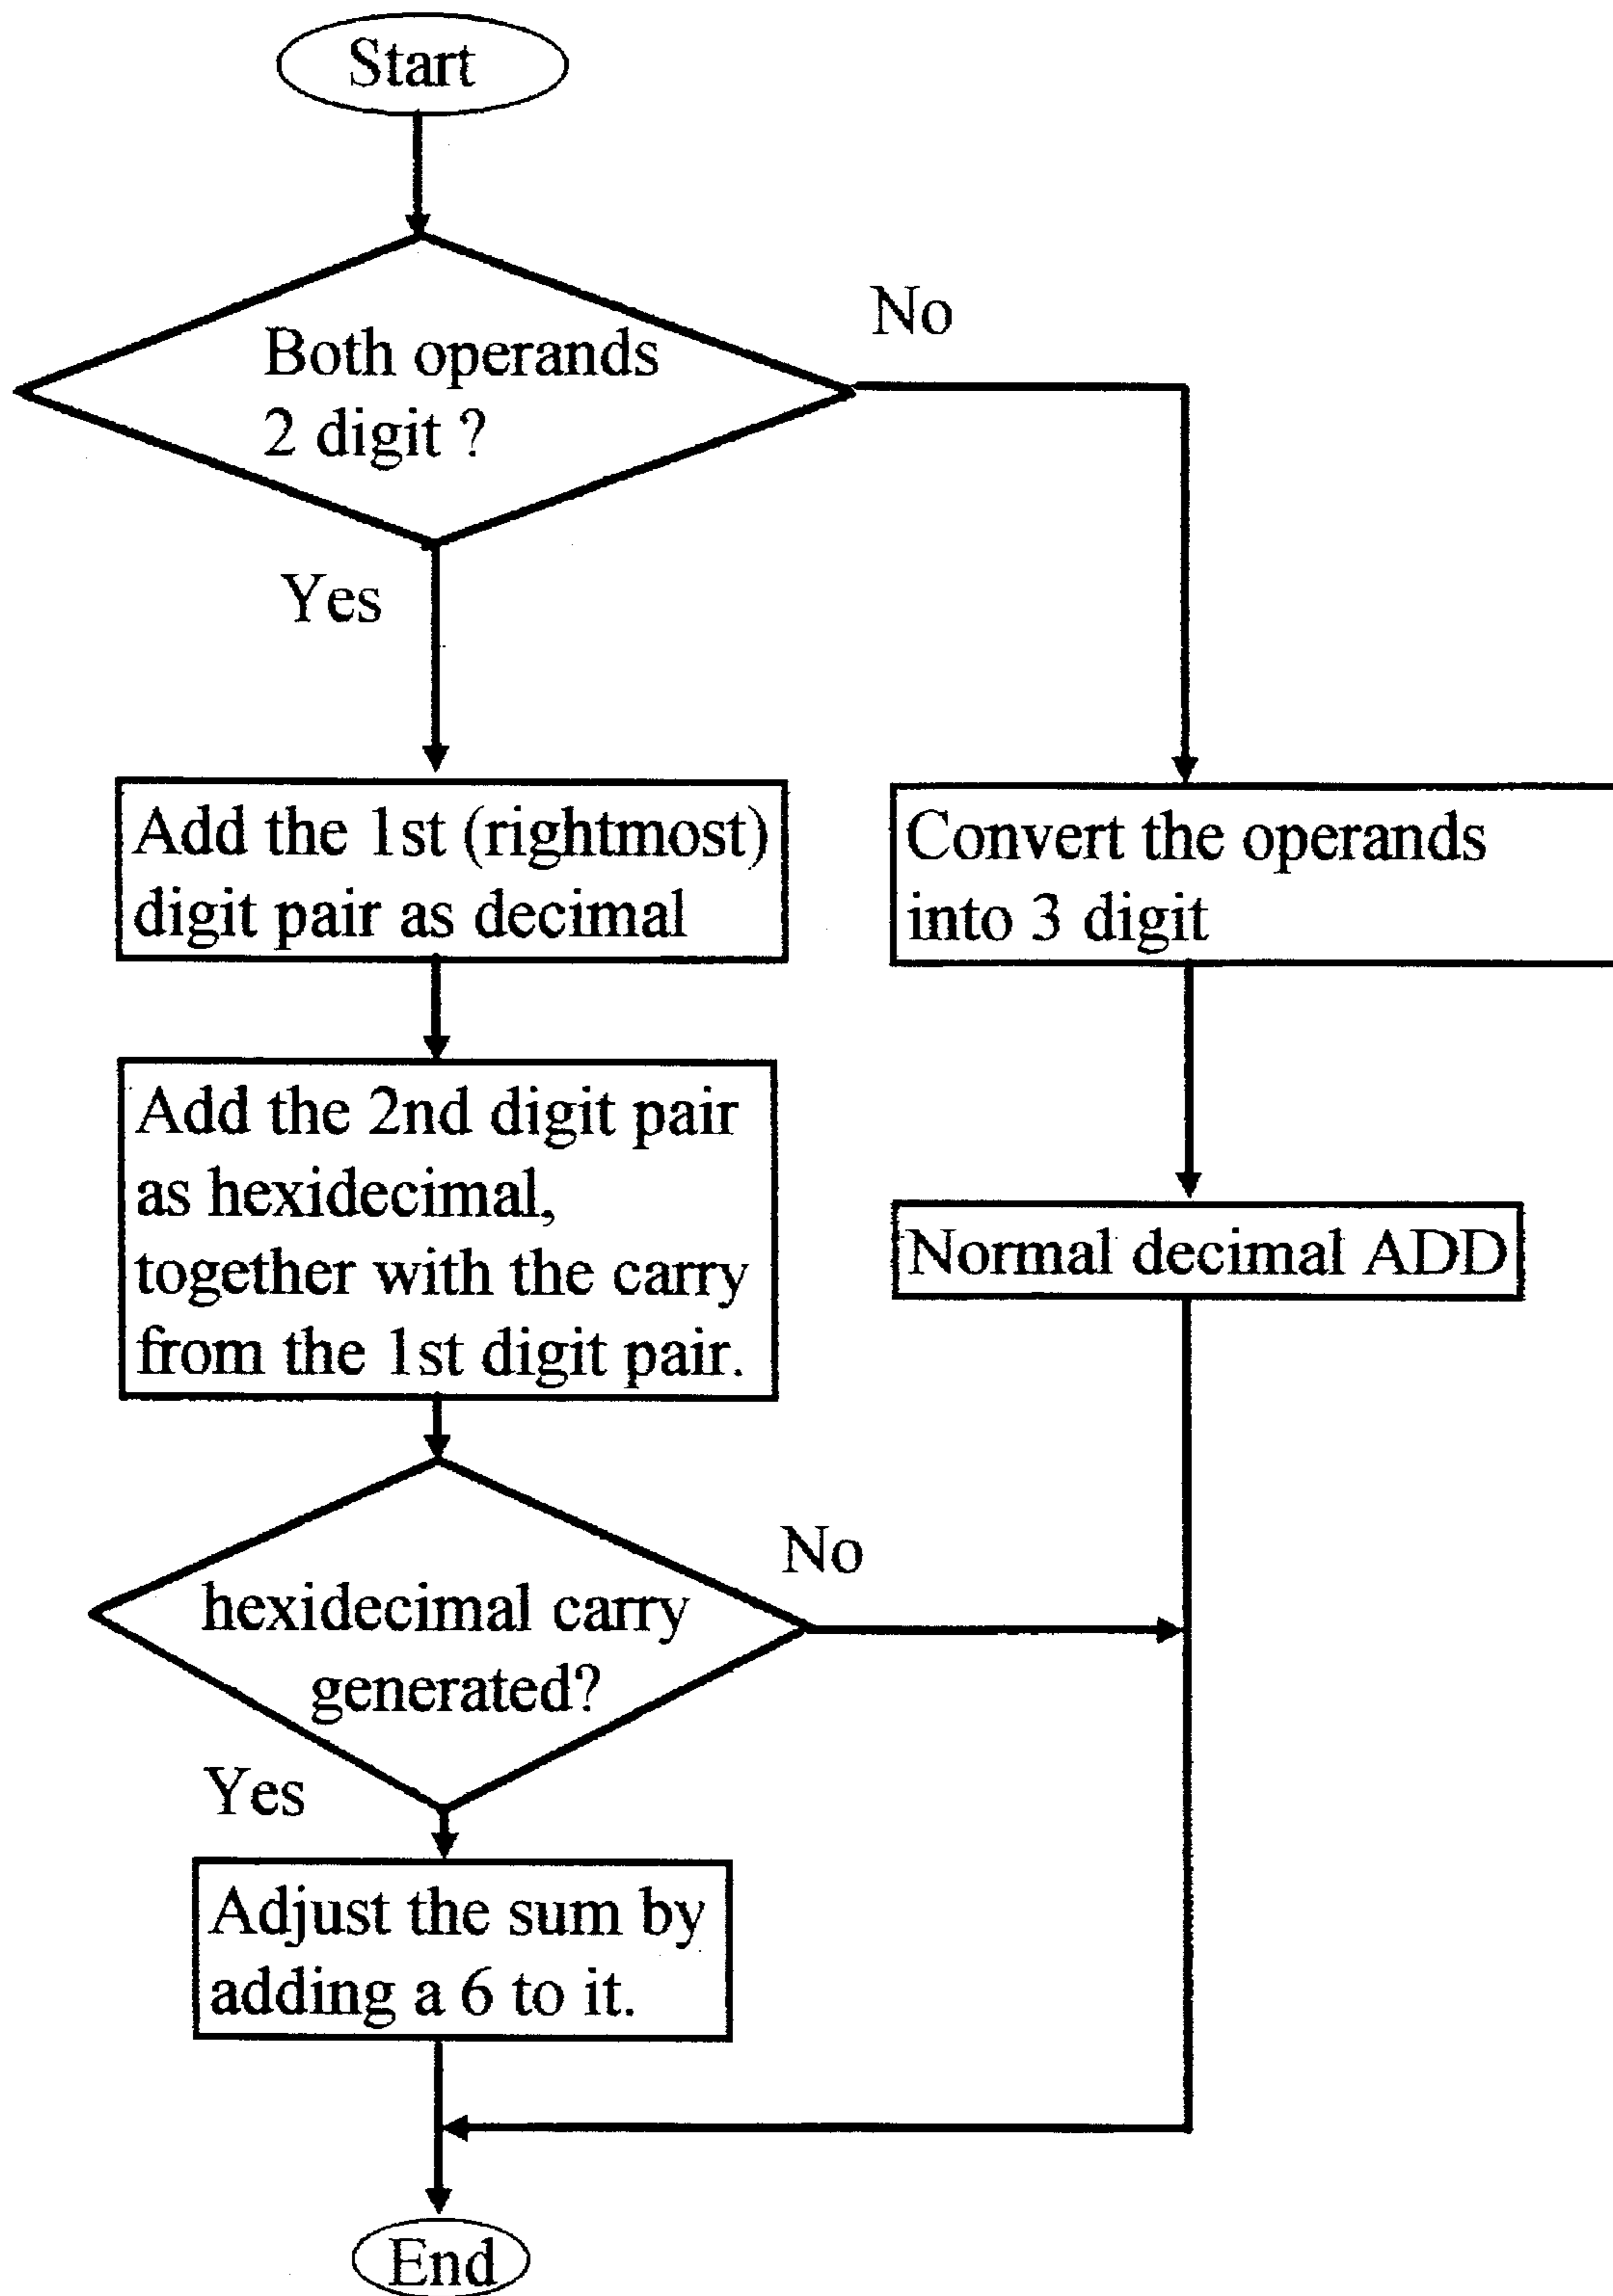 Start
Both operands
2 digit ?
No
Yes
Add the 1st (rightmost)
digit pair as decimal
Convert the operands
into 3 digit
Add the 2nd digit pair
as hexidecimal,
together with the carry
from the 1st digit pair.
Normal decimal ADD
hexidecimal carry
generated?
No
Yes
Adjust the sum by
adding a 6 to it.
End